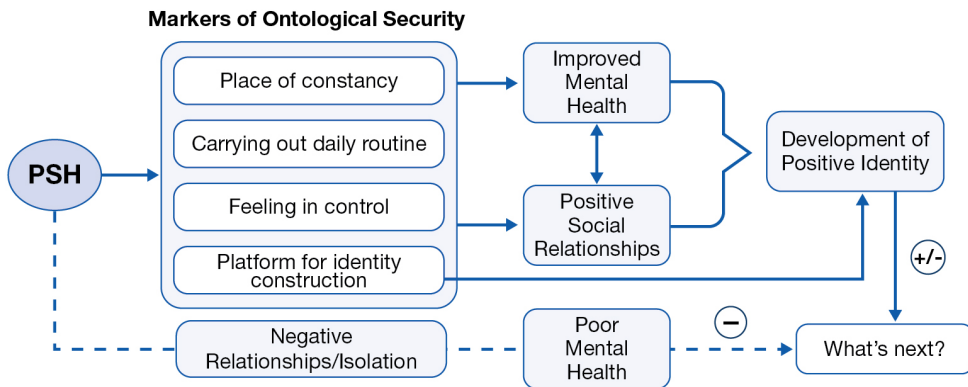 Markers of Ontological Security
PSH
Place of constancy
Carrying out daily routine
Feeling in control
Platform for identity
construction
Improved
Mental
Health
Positive
Social
Relationships
Development of
Positive Identity
+/-
Negative
Relationships/Isolation
Poor
Mental
Health
−
What's next?